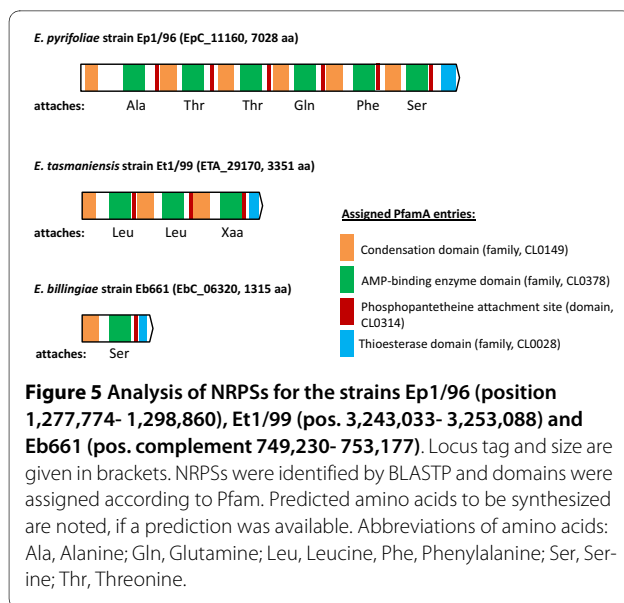 E. pyrifoliae strain Ep1/96 (EpC_11160, 7028 aa)
attaches: Ala Thr Thr Gln Phe Ser
E. tasmaniensis strain Et1/99 (ETA_29170, 3351 aa)
attaches: Leu Leu Xaa
E. billingiae strain Eb661 (EbC_06320, 1315 aa)
attaches: Ser
Assigned PfamA entries:
Condensation domain (family, CL0149)
AMP-binding enzyme domain (family, CL0378)
Phosphopantetheine attachment site (domain,
CL0314)
Thioesterase domain (family, CL0028)
Figure 5 Analysis of NRPSs for the strains Ep1/96 (position
1,277,774- 1,298,860), Et1/99 (pos. 3,243,033- 3,253,088) and
Eb661 (pos. complement 749,230- 753,177). Locus tag and size are
given in brackets. NRPSs were identified by BLASTP and domains were
assigned according to Pfam. Predicted amino acids to be synthesized
are noted, if a prediction was available. Abbreviations of amino acids:
Ala, Alanine; Gln, Glutamine; Leu, Leucine, Phe, Phenylalanine; Ser, Ser-
ine; Thr, Threonine.